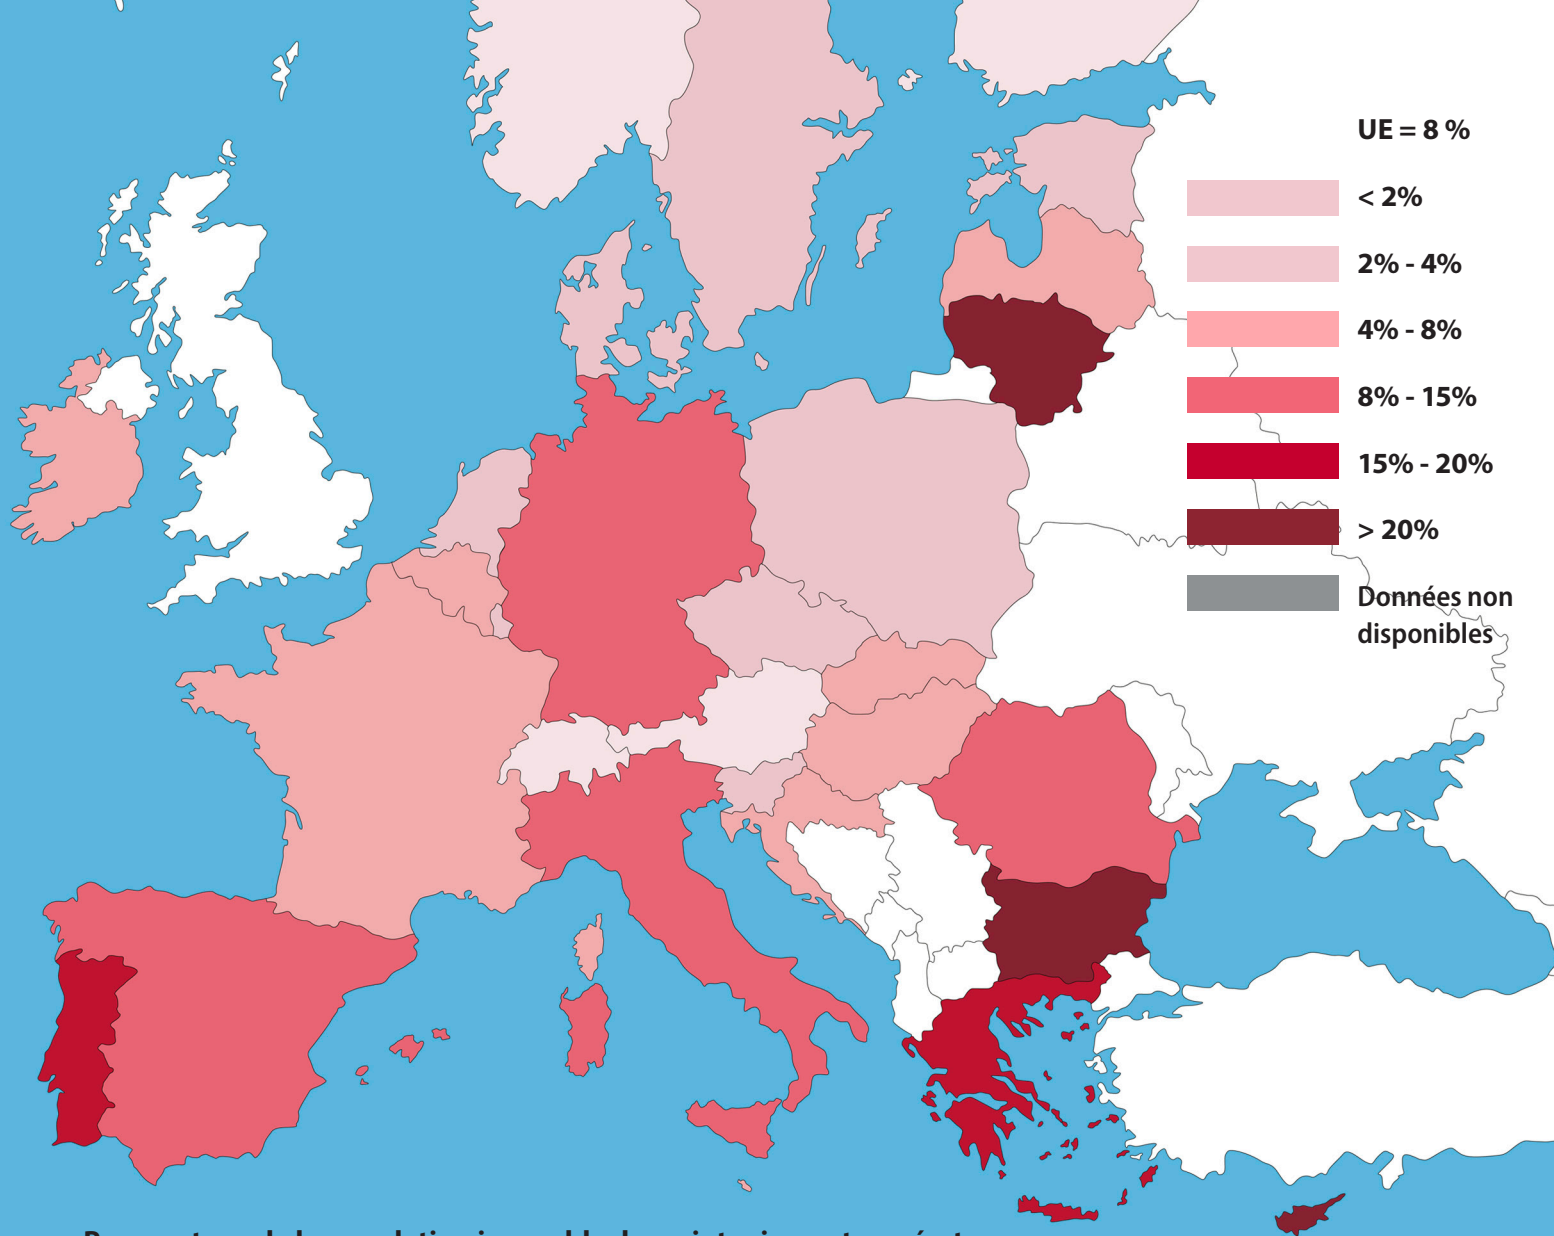 UE = 8 %
< 2%
2% - 4%
4% - 8%
8% - 15%
15% - 20%
> 20%
Données non
disponibles